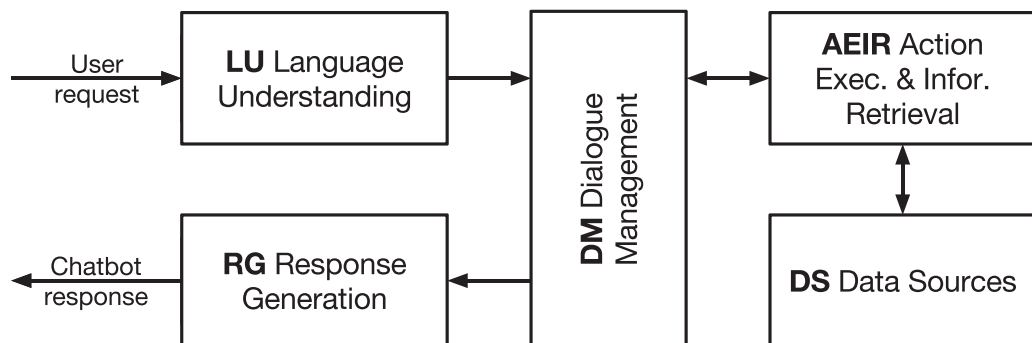 User
request
LU Language
Understanding
DM Dialogue
Management
AEIR Action
Exec. & Infor.
Retrieval
Chatbot
response
RG Response
Generation
DS Data Sources